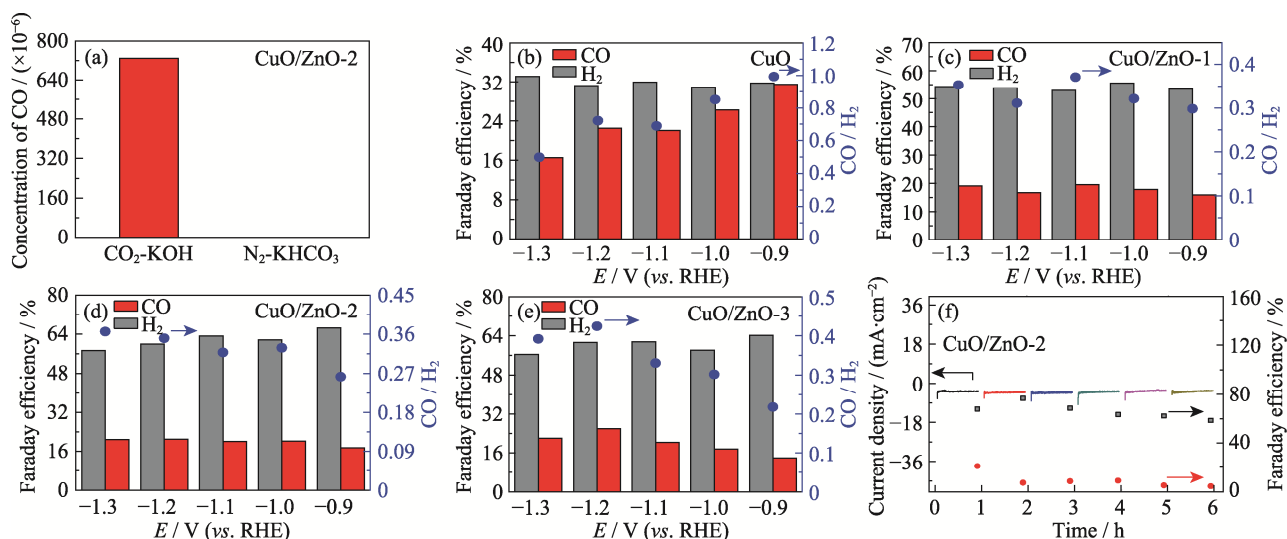 (a)
CuO/ZnO-2
Concentration of CO / (×10⁻⁶)
800
640
480
320
160
0
CO₂-KOH
N₂-KHCO₃
(b)
CO
H₂
CuO
Faraday efficiency / %
40
32
24
16
8
0
1.2
1.0
0.8
0.6
0.4
0.2
0
CO / H₂
−1.3
−1.2
−1.1
−1.0
−0.9
E / V (vs. RHE)
(c)
CO
H₂
CuO/ZnO-1
Faraday efficiency / %
70
60
50
40
30
20
10
0
0.4
0.3
0.2
0.1
0
CO / H₂
−1.3
−1.2
−1.1
−1.0
−0.9
E / V (vs. RHE)
(d)
CO
H₂
CuO/ZnO-2
Faraday efficiency / %
80
64
48
32
16
0
0.45
0.36
0.27
0.18
0.09
0
CO / H₂
−1.3
−1.2
−1.1
−1.0
−0.9
E / V (vs. RHE)
(e)
CO
H₂
CuO/ZnO-3
Faraday efficiency / %
80
64
48
32
16
0
0.5
0.4
0.3
0.2
0.1
0
CO / H₂
−1.3
−1.2
−1.1
−1.0
−0.9
E / V (vs. RHE)
(f)
CuO/ZnO-2
Current density / (mA·cm⁻²)
36
18
0
−18
−36
160
120
80
40
0
Faraday efficiency / %
0
1
2
3
4
5
6
Time / h